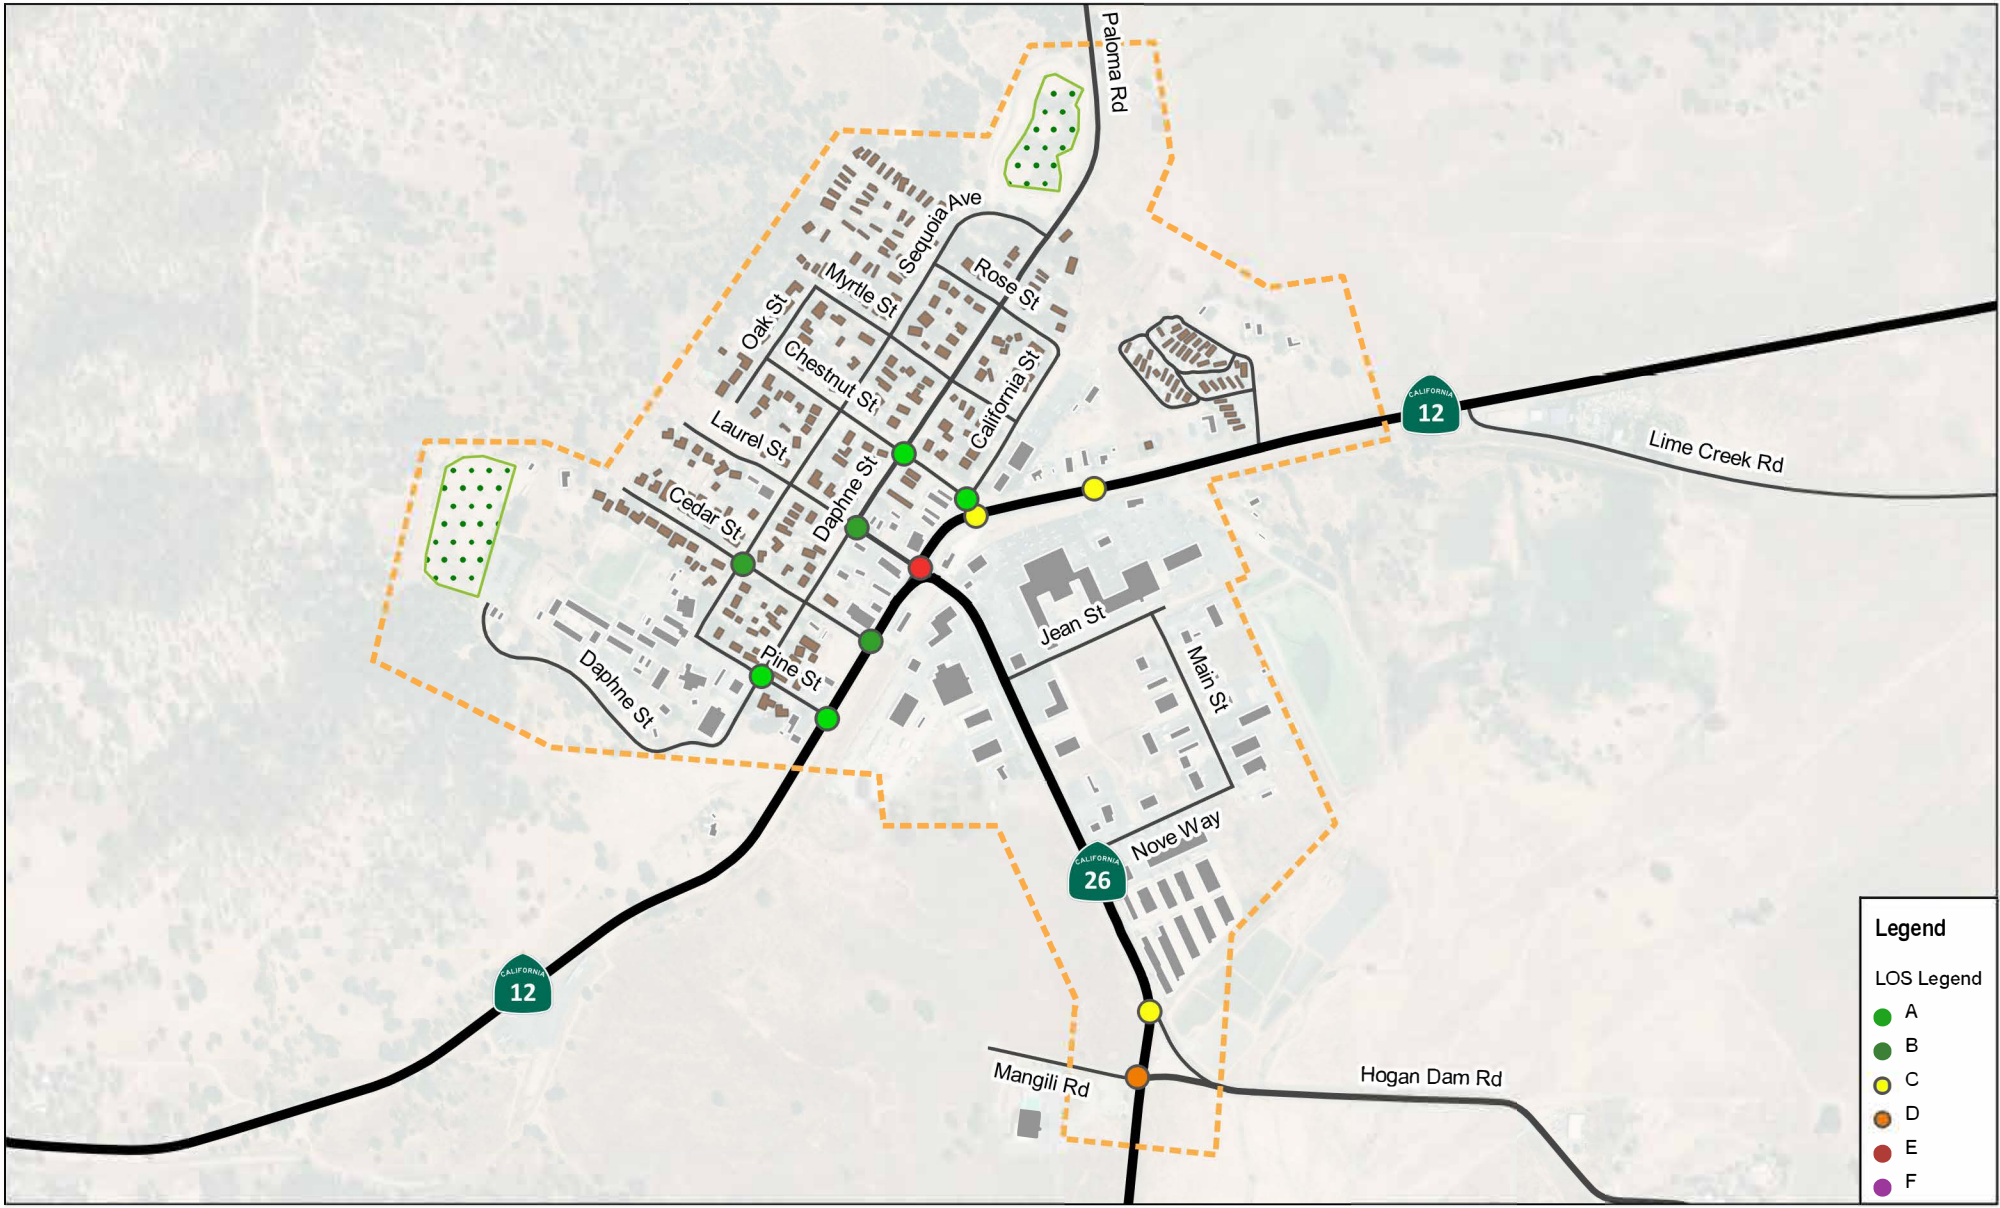 Paloma Rd
Sequoia Ave
Rose St
Myrtle St
Oak St
Chestnut St
California St
Laurel St
CALIFORNIA
12
Lime Creek Rd
Daphne St
Cedar St
Jean St
Pine St
Main St
Daphne St
Nove Way
CALIFORNIA
26
CALIFORNIA
12
Mangili Rd
Hogan Dam Rd
Legend
LOS Legend
A
B
C
D
E
F